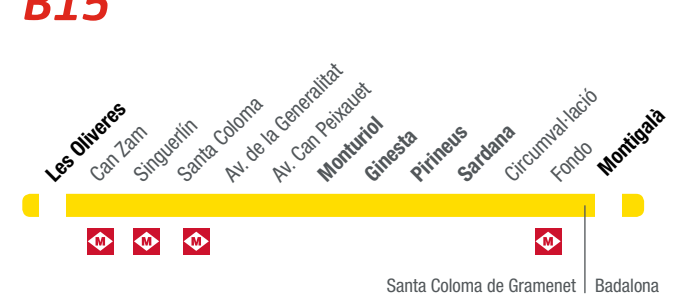 B15
Les Oliveres
Can Zam
Singuerlín
Santa Coloma
Av. de la Generalitat
Av. Can Peixauet
Monturiol
Ginesta
Pirineus
Sardana
Circumval·lació
Fondo
Montigalà
M
M
M
M
Santa Coloma de Gramenet
Badalona